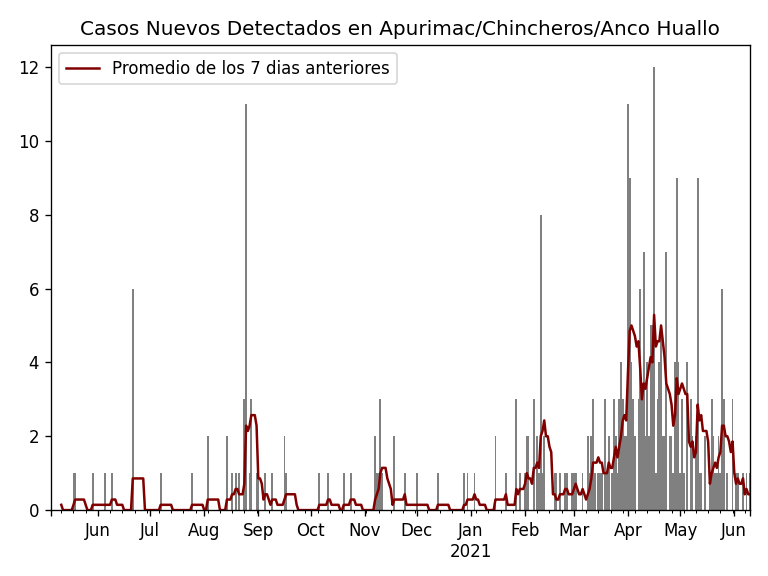 Casos Nuevos Detectados en Apurimac/Chincheros/Anco Huallo
Promedio de los 7 dias anteriores
12
10
8
6
4
2
0
Jun Jul Aug Sep Oct Nov Dec Jan Feb Mar Apr May Jun
2021